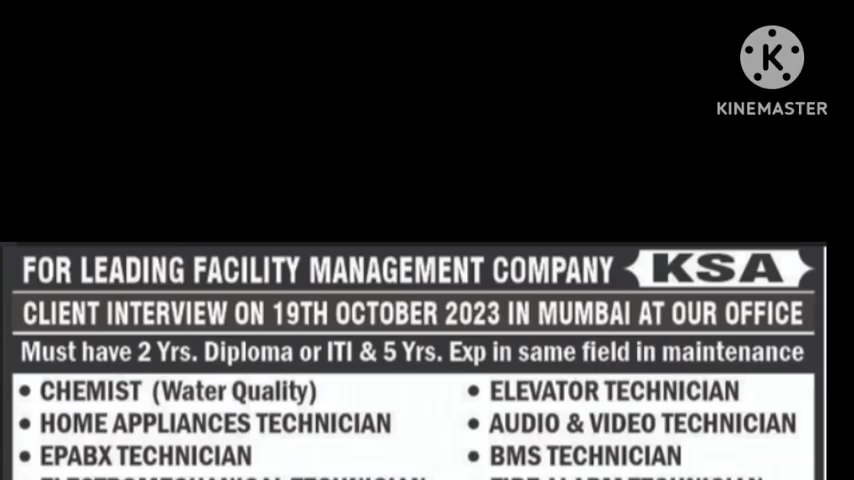 K
KINEMASTER
FOR LEADING FACILITY MANAGEMENT COMPANY KSA
CLIENT INTERVIEW ON 19TH OCTOBER 2023 IN MUMBAI AT OUR OFFICE
Must have 2 Yrs. Diploma or ITI & 5 Yrs. Exp in same field in maintenance
• CHEMIST (Water Quality)
• ELEVATOR TECHNICIAN
• HOME APPLIANCES TECHNICIAN
• AUDIO & VIDEO TECHNICIAN
• EPABX TECHNICIAN
• BMS TECHNICIAN